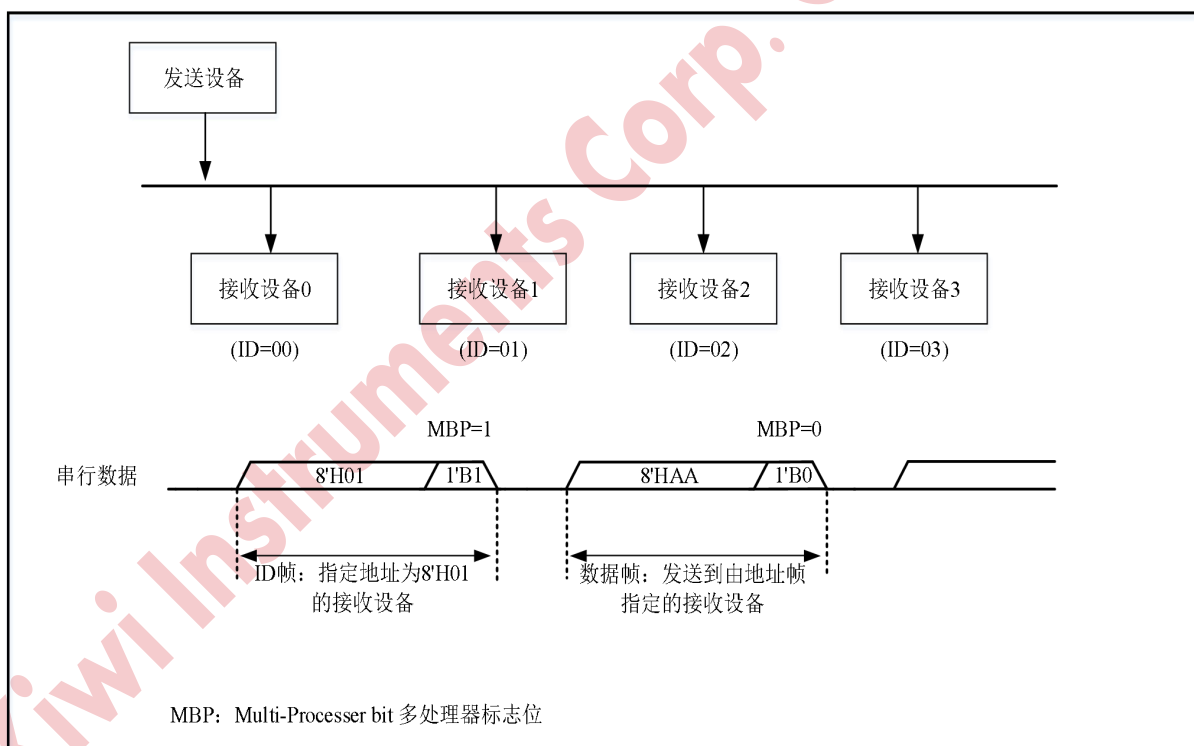 发送设备
接收设备0
接收设备1
接收设备2
接收设备3
(ID=00)
(ID=01)
(ID=02)
(ID=03)
MBP=1
MBP=0
串行数据
8'H01
1'B1
8'HAA
1'B0
ID帧：指定地址为8'H01
的接收设备
数据帧：发送到由地址帧
指定的接收设备
MBP：Multi-Processer bit 多处理器标志位
Kiwi Instruments Corp.